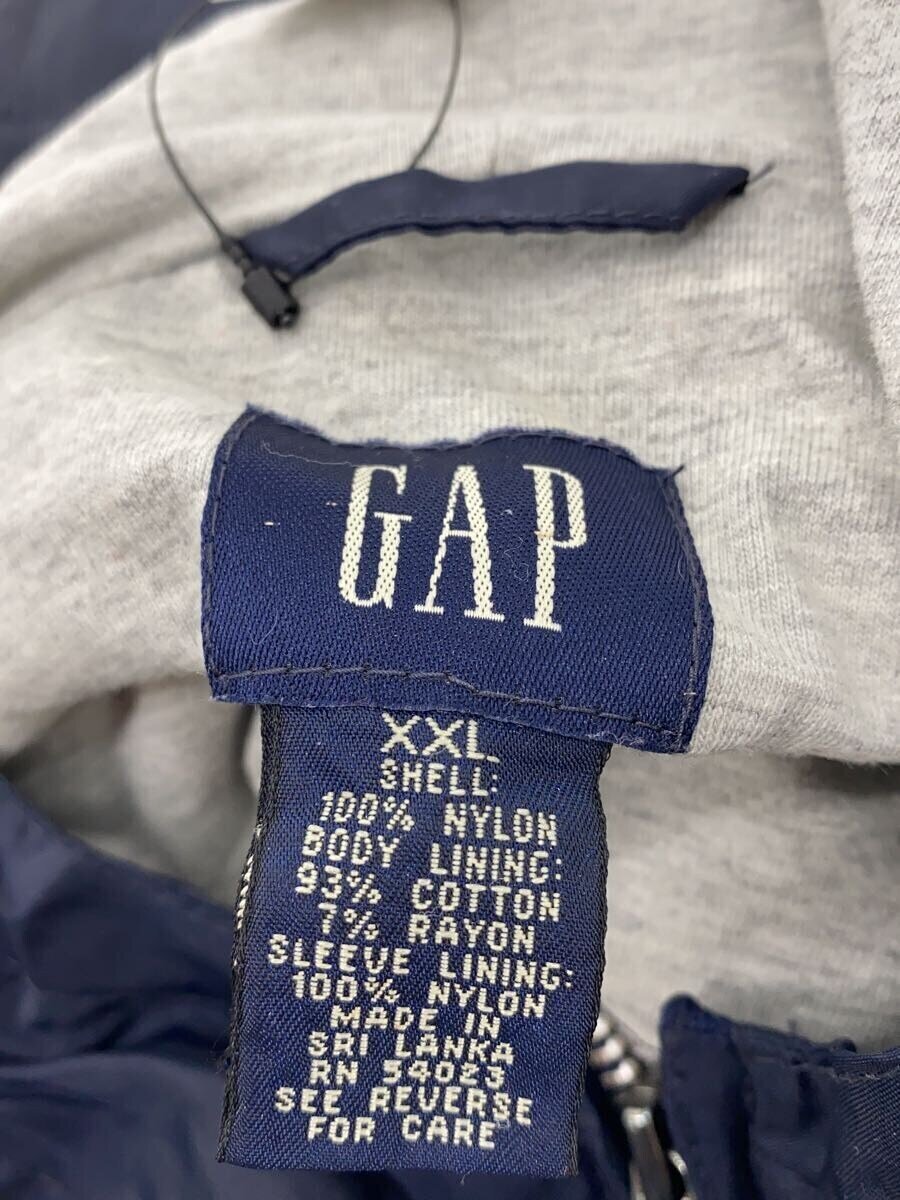 GAP
XXL
SHELL:
100% NYLON
BODY LINING:
93% COTTON
7% RAYON
SLEEVE LINING:
100% NYLON
MADE IN
SRI LANKA
RN 54023
SEE REVERSE
FOR CARE